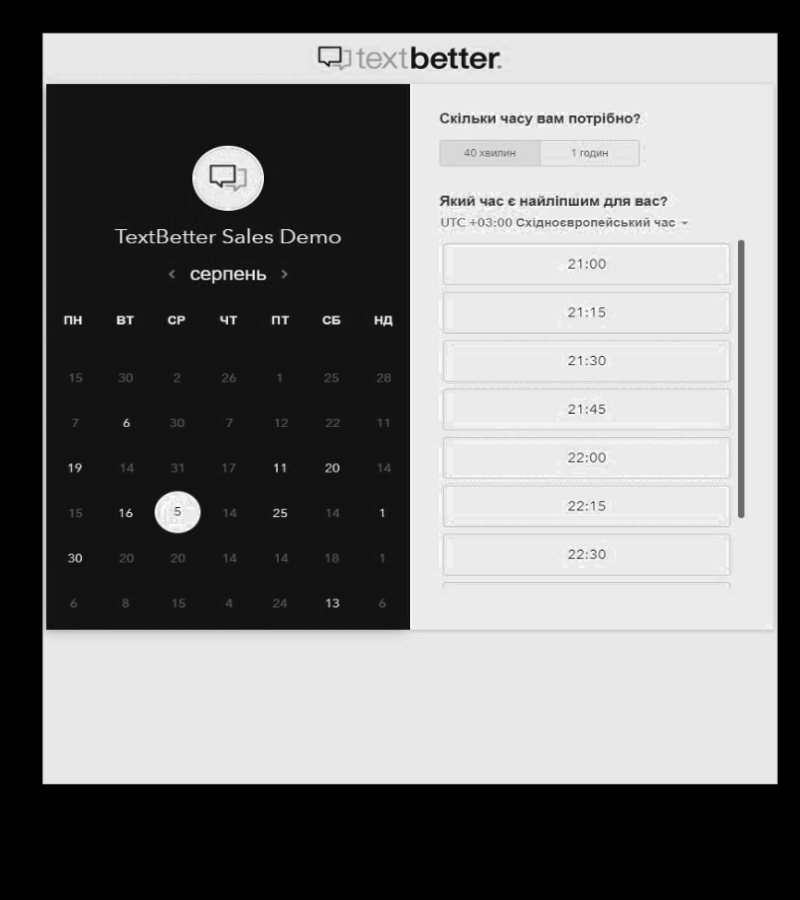 textbetter.
TextBetter Sales Demo
< серпень >
ПН ВТ СР ЧТ ПТ СБ НД
15 30 2 26 1 25 28
7 6 30 7 12 22 11
19 14 31 17 11 20 14
15 16 5 14 25 14 1
30 20 20 14 14 18 1
6 8 15 4 24 13 6
Скільки часу вам потрібно?
40 хвилин 1 годин
Який час є найліпшим для вас?
UTC +03:00 Східноєвропейський час
21:00
21:15
21:30
21:45
22:00
22:15
22:30